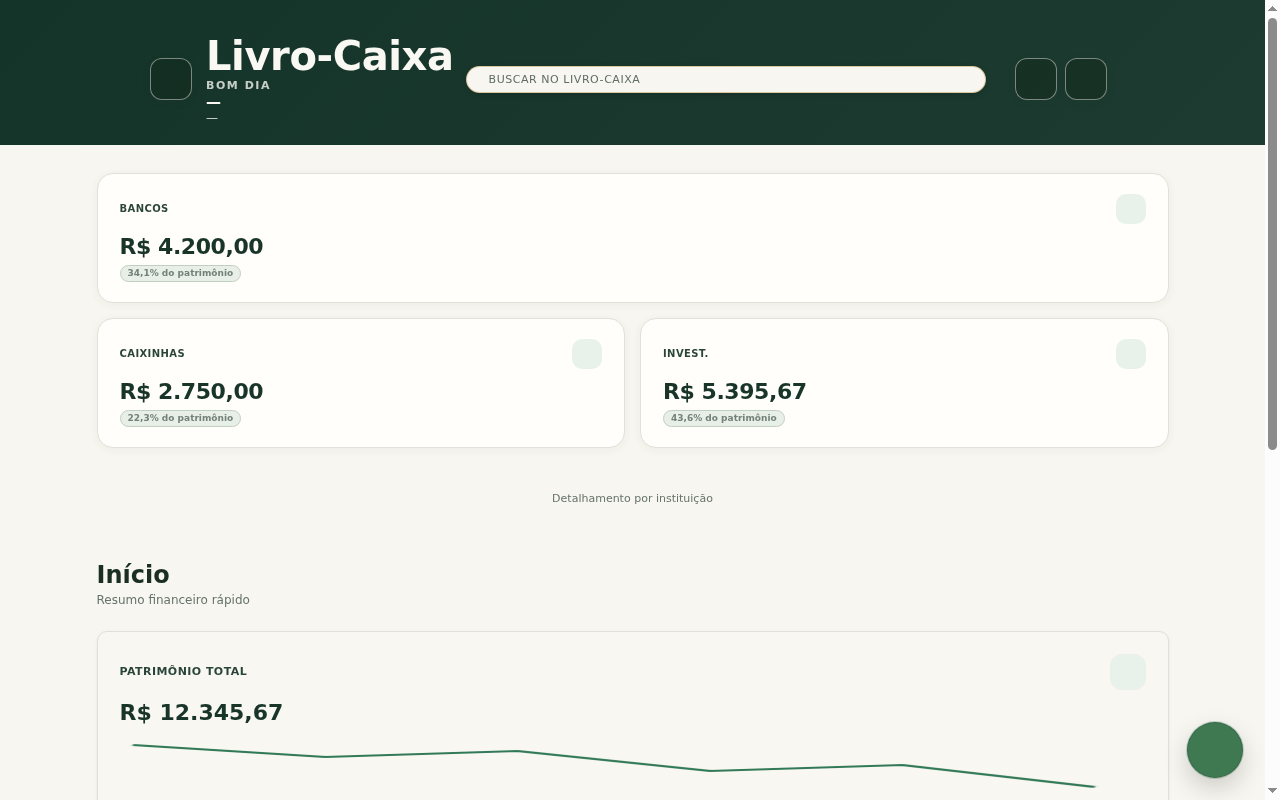 Livro-Caixa
BOM DIA
—
—
BUSCAR NO LIVRO-CAIXA
BANCOS
R$ 4.200,00
34,1% do patrimônio
CAIXINHAS
R$ 2.750,00
22,3% do patrimônio
INVEST.
R$ 5.395,67
43,6% do patrimônio
Detalhamento por instituição
Início
Resumo financeiro rápido
PATRIMÔNIO TOTAL
R$ 12.345,67